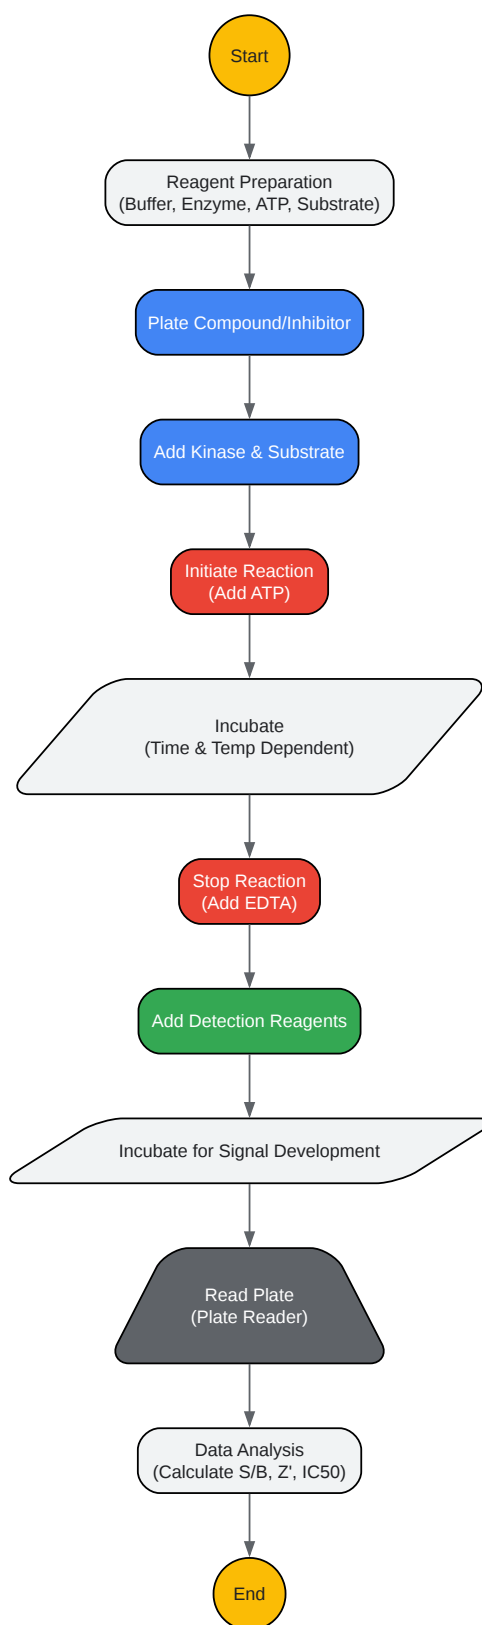 Start
Reagent Preparation
(Buffer, Enzyme, ATP, Substrate)
Plate Compound/Inhibitor
Add Kinase & Substrate
Initiate Reaction
(Add ATP)
Incubate
(Time & Temp Dependent)
Stop Reaction
(Add EDTA)
Add Detection Reagents
Incubate for Signal Development
Read Plate
(Plate Reader)
Data Analysis
(Calculate S/B, Z', IC50)
End